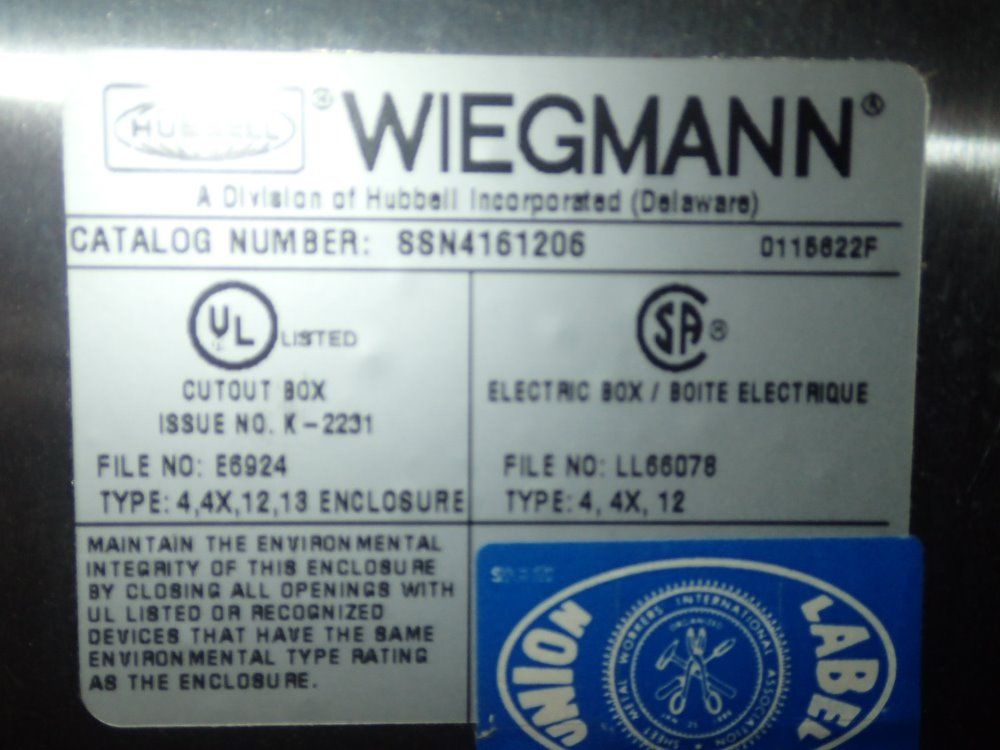 HUBBELL ® WIEGMANN ®
A Division of Hubbell Incorporated (Delaware)
CATALOG NUMBER: SSN4161206 0115622F
UL LISTED
CUTOUT BOX
ISSUE NO. K-2231
FILE NO: E6924
TYPE: 4,4X,12,13 ENCLOSURE
SA ®
ELECTRIC BOX / BOITE ELECTRIQUE
FILE NO: LL66078
TYPE: 4, 4X, 12
MAINTAIN THE ENVIRONMENTAL
INTEGRITY OF THIS ENCLOSURE
BY CLOSING ALL OPENINGS WITH
UL LISTED OR RECOGNIZED
DEVICES THAT HAVE THE SAME
ENVIRONMENTAL TYPE RATING
AS THE ENCLOSURE.
UNION LABEL
SHEET METAL WORKERS INTERNATIONAL ASSOCIATION
ORGANIZED